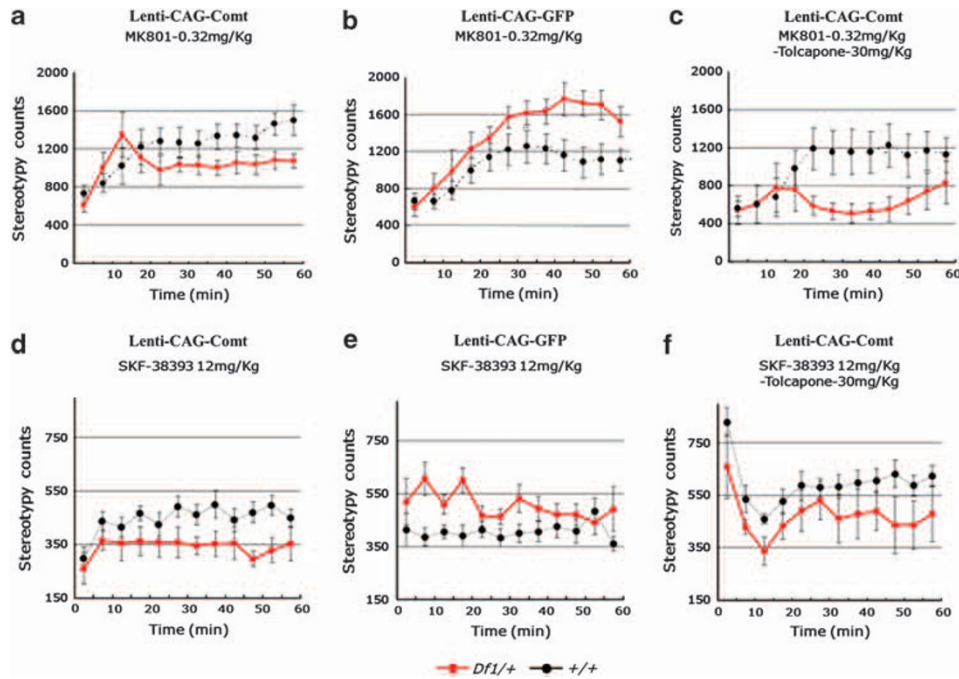 a
Lenti-CAG-Comt
MK801-0.32mg/Kg
Stereotypy counts
2000
1600
1200
800
400
0
10 20 30 40 50 60
Time (min)
b
Lenti-CAG-GFP
MK801-0.32mg/Kg
Stereotypy counts
2000
1600
1200
800
400
0
0 10 20 30 40 50 60
Time (min)
c
Lenti-CAG-Comt
MK801-0.32mg/Kg
-Tolcapone-30mg/Kg
Stereotypy counts
2000
1600
1200
800
400
0
0 10 20 30 40 50 60
Time (min)
d
Lenti-CAG-Comt
SKF-38393 12mg/Kg
Stereotypy counts
750
550
350
150
0 10 20 30 40 50 60
Time (min)
e
Lenti-CAG-GFP
SKF-38393 12mg/Kg
Stereotypy counts
750
550
350
150
0 10 20 30 40 50 60
Time (min)
f
Lenti-CAG-Comt
SKF-38393 12mg/Kg
-Tolcapone-30mg/Kg
Stereotypy counts
750
550
350
150
0 10 20 30 40 50 60
Time (min)
Df1/+ +/+